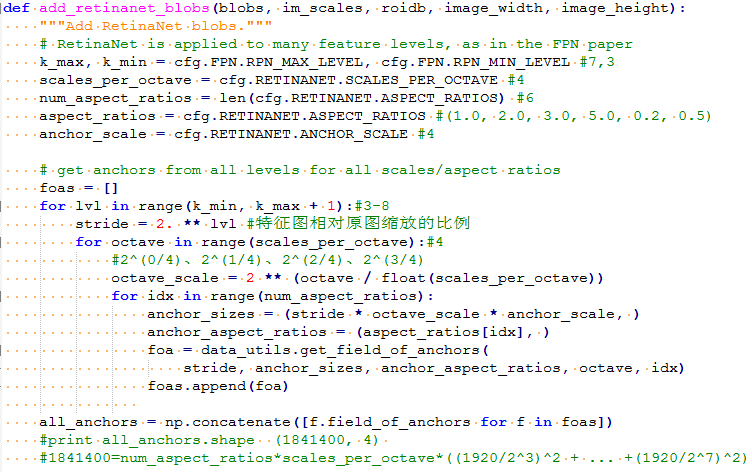 def add_retinanet_blobs(blobs, im_scales, roidb, image_width, image_height):
    """Add RetinaNet blobs."""
    # RetinaNet is applied to many feature levels, as in the FPN paper
    k_max, k_min = cfg.FPN.RPN_MAX_LEVEL, cfg.FPN.RPN_MIN_LEVEL #7,3
    scales_per_octave = cfg.RETINANET.SCALES_PER_OCTAVE #4
    num_aspect_ratios = len(cfg.RETINANET.ASPECT_RATIOS) #6
    aspect_ratios = cfg.RETINANET.ASPECT_RATIOS #(1.0, 2.0, 3.0, 5.0, 0.2, 0.5)
    anchor_scale = cfg.RETINANET.ANCHOR_SCALE #4

    # get anchors from all levels for all scales/aspect ratios
    foas = []
    for lvl in range(k_min, k_max + 1):#3-8
        stride = 2. ** lvl #特征图相对原图缩放的比例
        for octave in range(scales_per_octave):#4
            #2^(0/4)、2^(1/4)、2^(2/4)、2^(3/4)
            octave_scale = 2 ** (octave / float(scales_per_octave))
            for idx in range(num_aspect_ratios):
                anchor_sizes = (stride * octave_scale * anchor_scale, )
                anchor_aspect_ratios = (aspect_ratios[idx], )
                foa = data_utils.get_field_of_anchors(
                    stride, anchor_sizes, anchor_aspect_ratios, octave, idx)
                foas.append(foa)

    all_anchors = np.concatenate([f.field_of_anchors for f in foas])
    #print all_anchors.shape  (1841400, 4)
    #1841400=num_aspect_ratios*scales_per_octave*((1920/2^3)^2 + ... +(1920/2^7)^2)